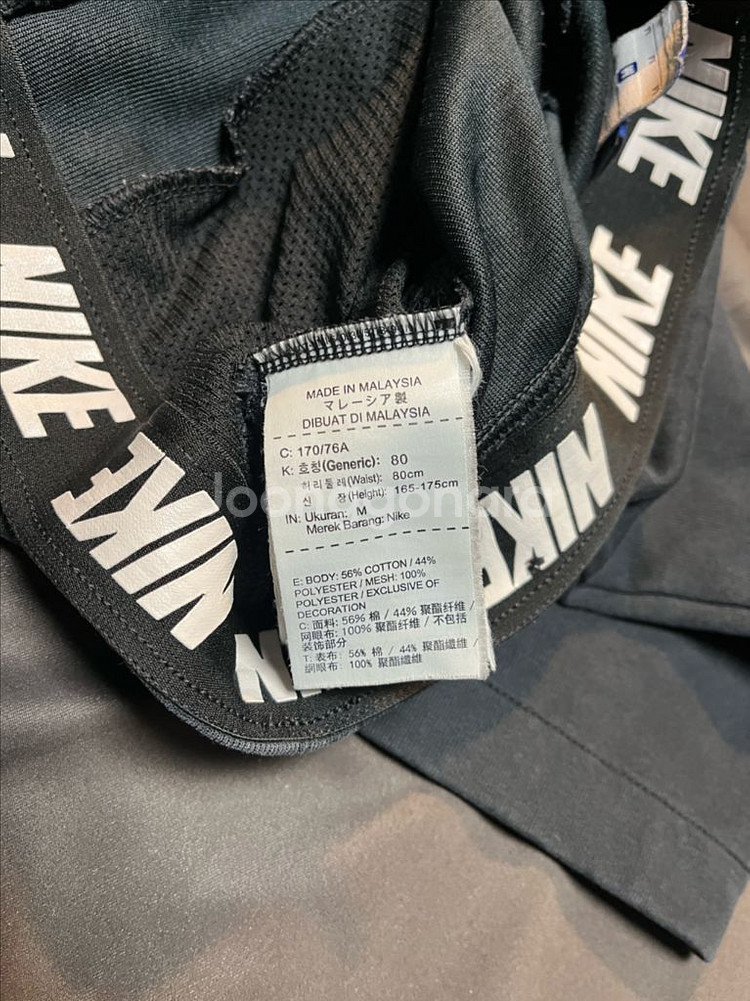 NIKE
NIKE
NIKE
NIKE
NIKE
MADE IN MALAYSIA
マレーシア製
DIBUAT DI MALAYSIA
C: 170/76A
K: 호칭(Generic): 80
허리둘레(Waist): 80cm
신 장(Height): 165-175cm
IN: Ukuran: M
Merek Barang: Nike
E: BODY: 56% COTTON / 44%
POLYESTER / MESH: 100%
POLYESTER / EXCLUSIVE OF
DECORATION
C: 面料: 56% 棉 / 44% 聚酯纤维 /
网眼布: 100% 聚酯纤维 / 不包括
装饰部分
T: 表布: 56% 棉 / 44% 聚酯纖維 /
網眼布: 100% 聚酯纖維
NIKE